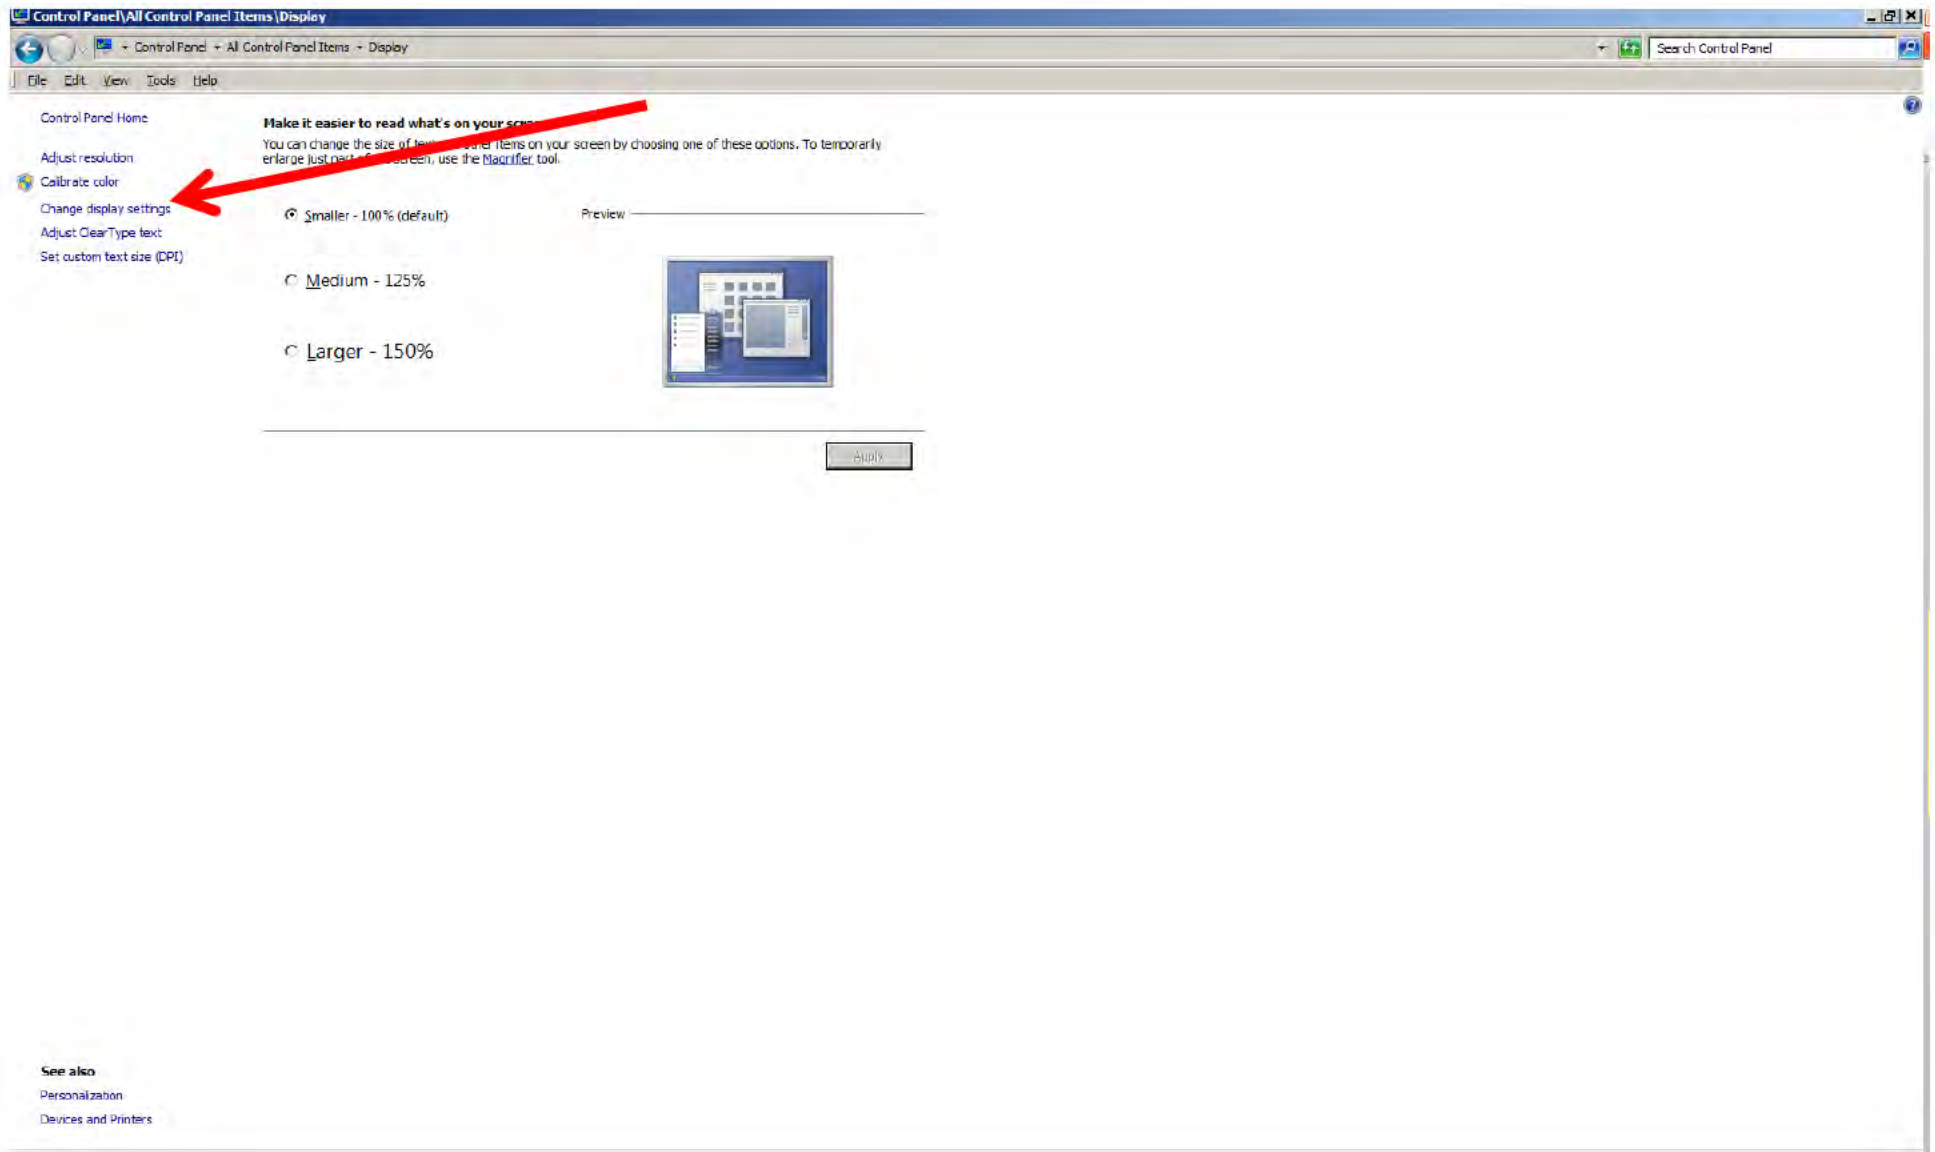 Control Panel\All Control Panel Items\Display
Control Panel All Control Panel Items Display
Search Control Panel
File Edit View Tools Help
Control Panel Home
Adjust resolution
Calibrate color
Change display settings
Adjust ClearType text
Set custom text size (DPI)
Make it easier to read what's on your
You can change the size of items on your screen by choosing one of these options. To temporarily
enlarge just part of screen, use the Magnifier tool.
Smaller - 100% (default)
Preview
Medium - 125%
Larger - 150%
Apply
See also
Personalization
Devices and Printers